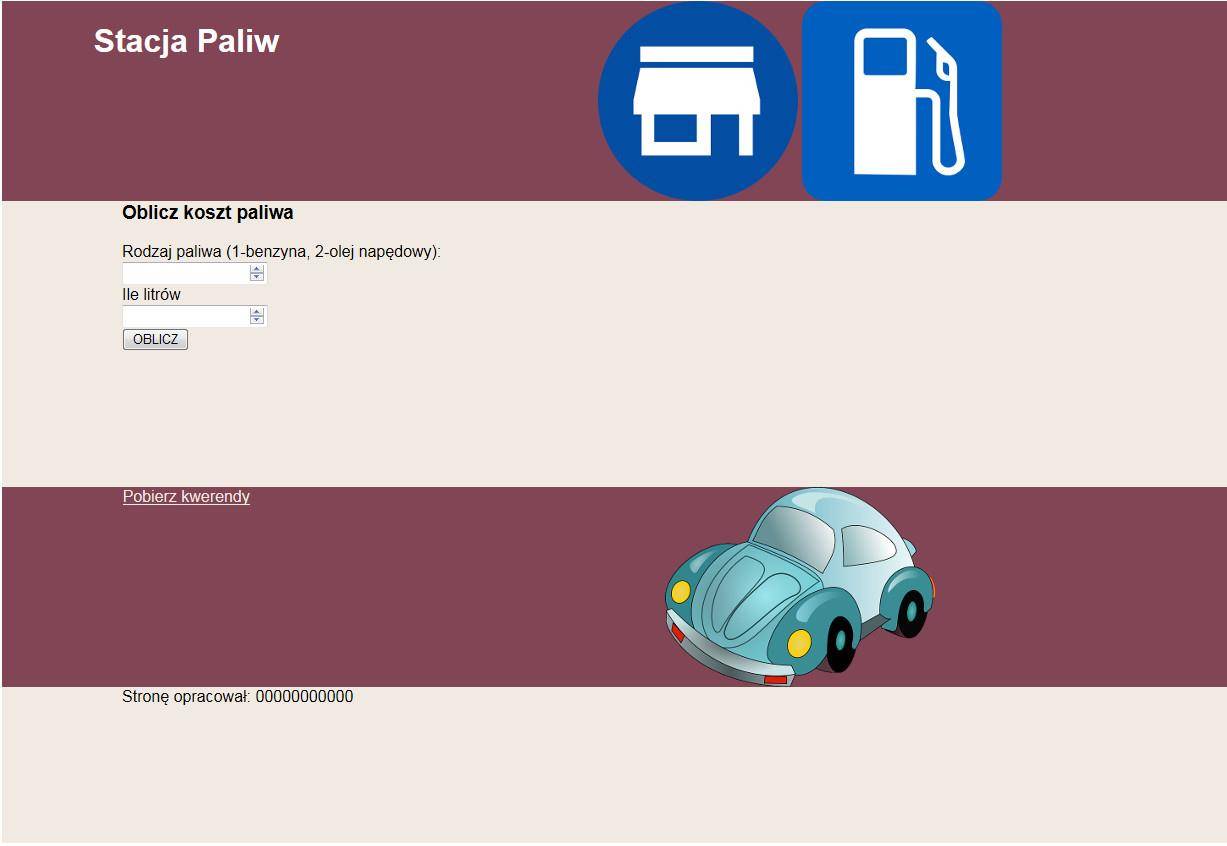 Stacja Paliw
Oblicz koszt paliwa
Rodzaj paliwa (1-benzyna, 2-olej napędowy):
Ile litrów
OBLICZ
Pobierz kwerendy
Stronę opracował: 00000000000